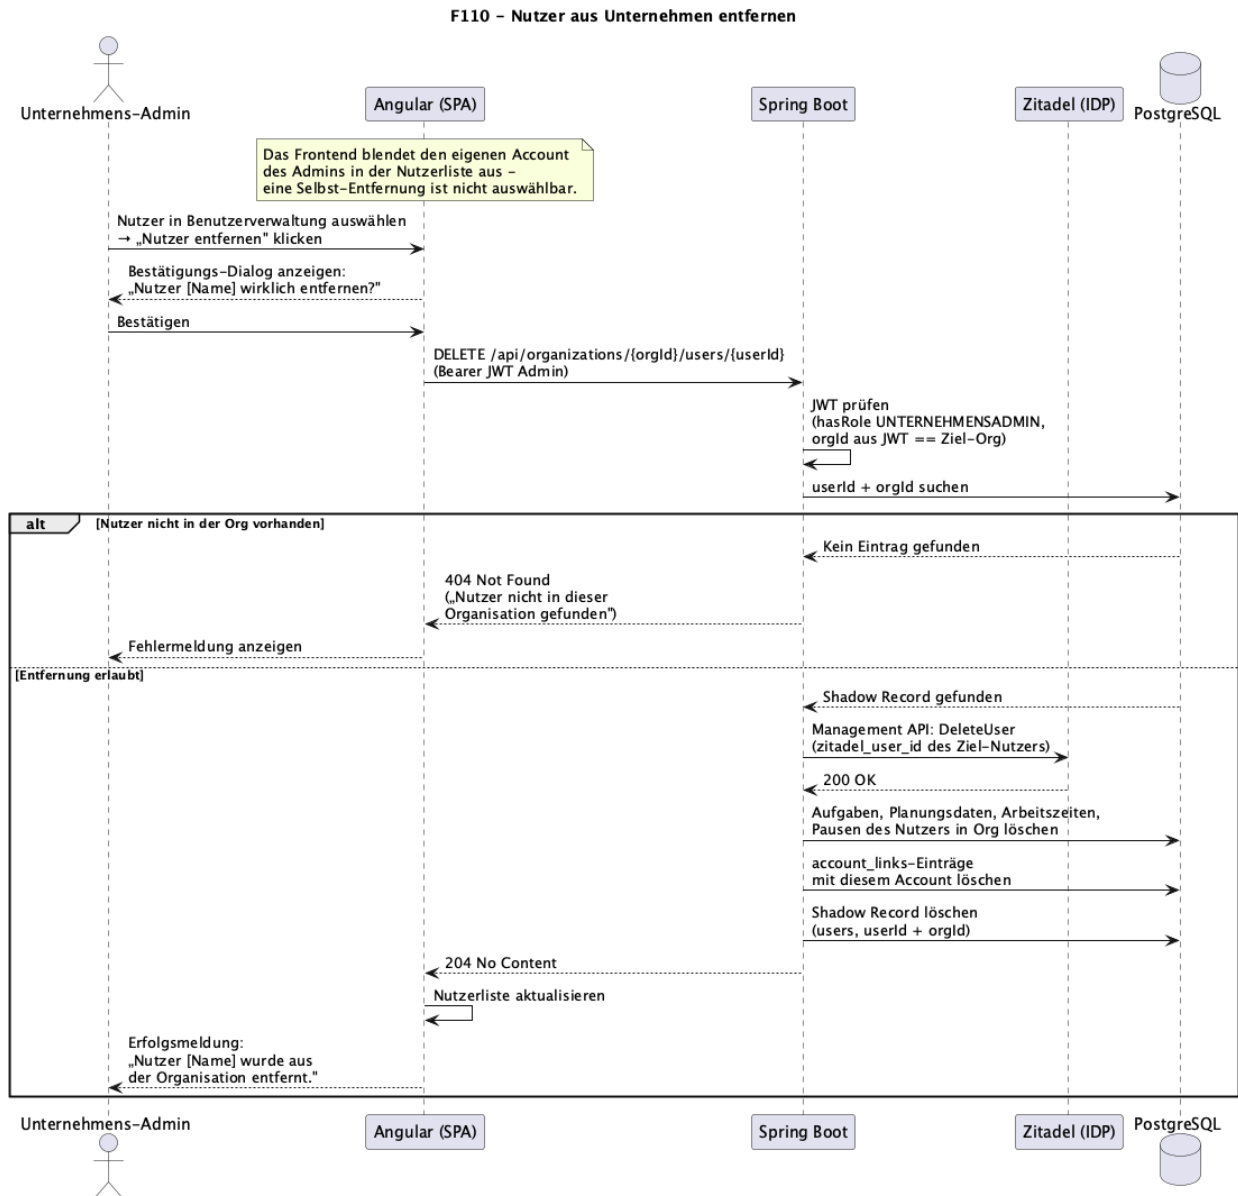 F110 – Nutzer aus Unternehmen entfernen
Unternehmens-Admin
Angular (SPA)
Spring Boot
Zitadel (IDP)
PostgreSQL
Das Frontend blendet den eigenen Account
des Admins in der Nutzerliste aus –
eine Selbst-Entfernung ist nicht auswählbar.
Nutzer in Benutzerverwaltung auswählen
→ „Nutzer entfernen" klicken
Bestätigungs-Dialog anzeigen:
„Nutzer [Name] wirklich entfernen?"
Bestätigen
DELETE /api/organizations/{orgId}/users/{userId}
(Bearer JWT Admin)
JWT prüfen
(hasRole UNTERNEHMENSADMIN,
orgId aus JWT == Ziel-Org)
userId + orgId suchen
alt
[Nutzer nicht in der Org vorhanden]
Kein Eintrag gefunden
404 Not Found
(„Nutzer nicht in dieser
Organisation gefunden")
Fehlermeldung anzeigen
[Entfernung erlaubt]
Shadow Record gefunden
Management API: DeleteUser
(zitadel_user_id des Ziel-Nutzers)
200 OK
Aufgaben, Planungsdaten, Arbeitszeiten,
Pausen des Nutzers in Org löschen
account_links-Einträge
mit diesem Account löschen
Shadow Record löschen
(users, userId + orgId)
204 No Content
Nutzerliste aktualisieren
Erfolgsmeldung:
„Nutzer [Name] wurde aus
der Organisation entfernt."
Unternehmens-Admin
Angular (SPA)
Spring Boot
Zitadel (IDP)
PostgreSQL